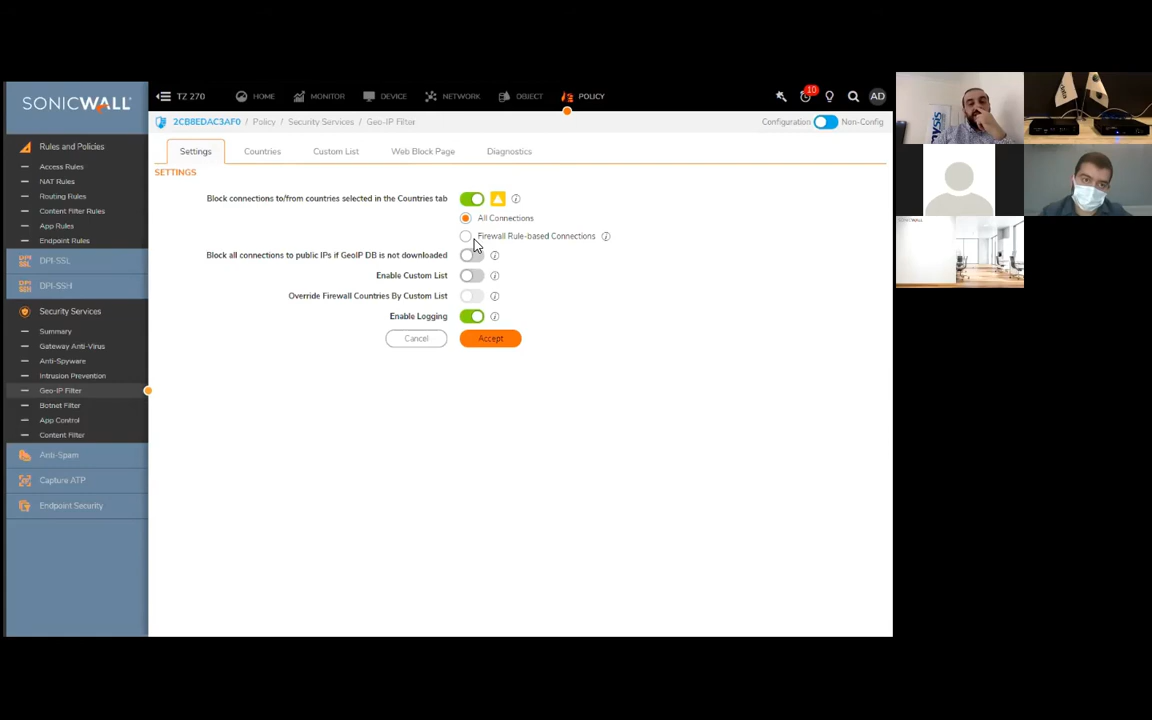 SONICWALL
TZ 270
HOME
MONITOR
DEVICE
NETWORK
OBJECT
POLICY
10
AD
2CB8EDAC3AF0 / Policy / Security Services / Geo-IP Filter
Configuration
Non-Config
Rules and Policies
Access Rules
NAT Rules
Routing Rules
Content Filter Rules
App Rules
Endpoint Rules
DPI-SSL
DPI-SSH
Security Services
Summary
Gateway Anti-Virus
Anti-Spyware
Intrusion Prevention
Geo-IP Filter
Botnet Filter
App Control
Content Filter
Anti-Spam
Capture ATP
Endpoint Security
Settings
Countries
Custom List
Web Block Page
Diagnostics
SETTINGS
Block connections to/from countries selected in the Countries tab
All Connections
Firewall Rule-based Connections
Block all connections to public IPs if GeoIP DB is not downloaded
Enable Custom List
Override Firewall Countries By Custom List
Enable Logging
Cancel
Accept